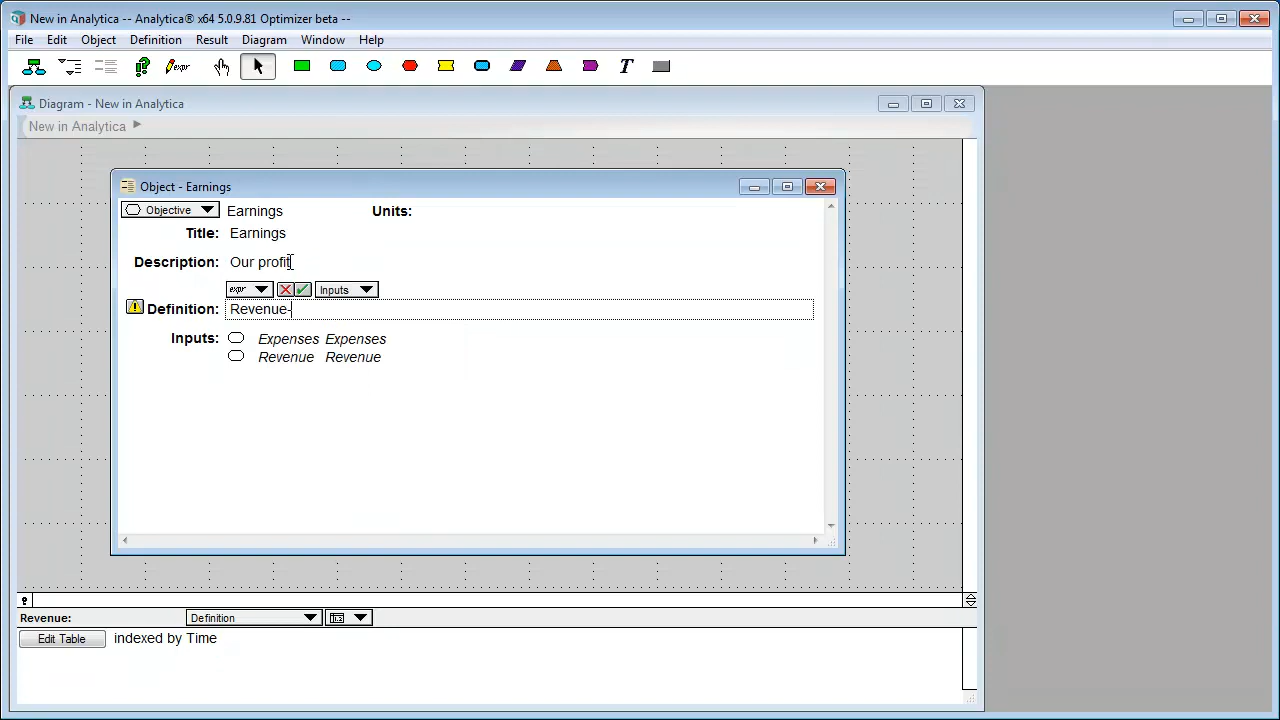 New in Analytica -- Analytica® x64 5.0.9.81 Optimizer beta --
File Edit Object Definition Result Diagram Window Help
expr T
Diagram - New in Analytica
New in Analytica
Object - Earnings
Objective Earnings Units:
Title: Earnings
Description: Our profit
expr Inputs
Definition: Revenue-
Inputs: Expenses Expenses
Revenue Revenue
Revenue: Definition
Edit Table indexed by Time